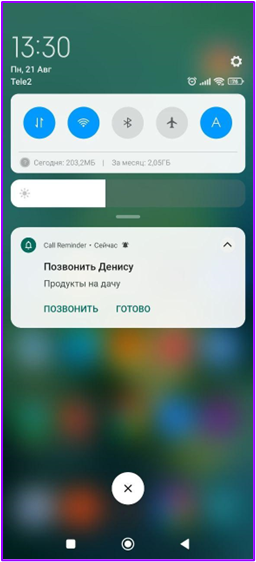 13:30
Пн, 21 Авг
Tele2
Сегодня: 203,2МБ | За месяц: 2,05ГБ
Call Reminder • Сейчас
Позвонить Денису
Продукты на дачу
ПОЗВОНИТЬ ГОТОВО